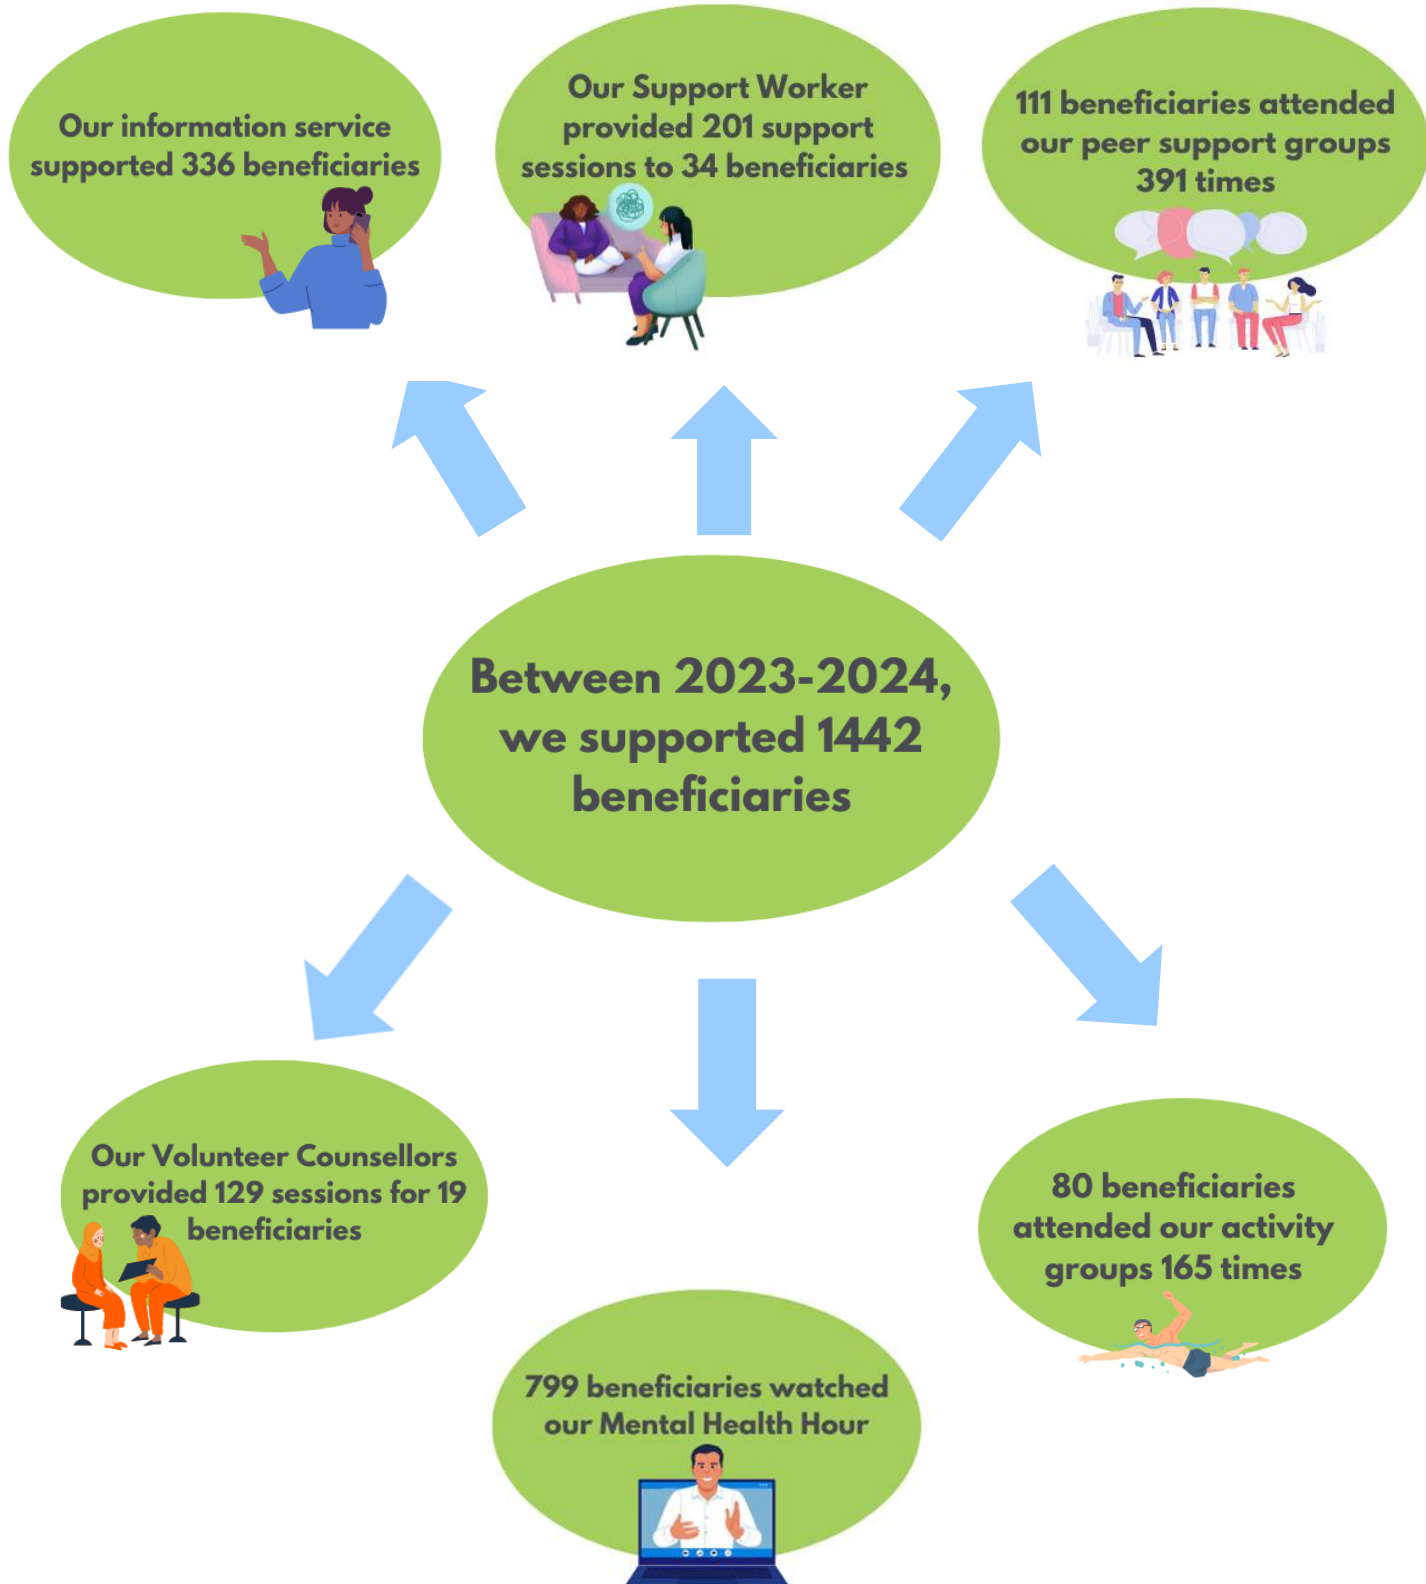 Our information service
supported 336 beneficiaries
Our Support Worker
provided 201 support
sessions to 34 beneficiaries
111 beneficiaries attended
our peer support groups
391 times
Between 2023-2024,
we supported 1442
beneficiaries
Our Volunteer Counsellors
provided 129 sessions for 19
beneficiaries
799 beneficiaries watched
our Mental Health Hour
80 beneficiaries
attended our activity
groups 165 times